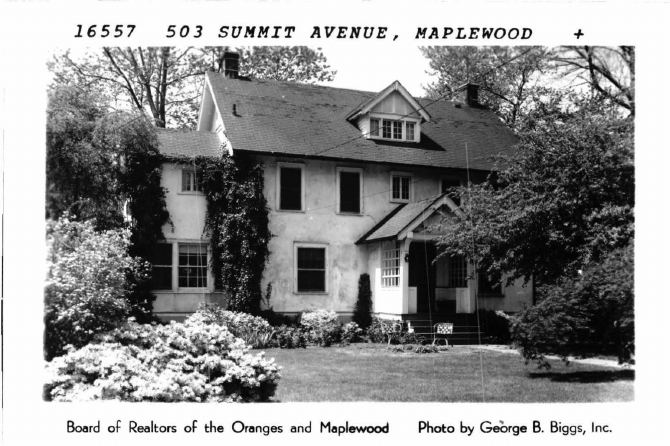 16557 503 SUMMIT AVENUE, MAPLEWOOD +
Board of Realtors of the Oranges and Maplewood Photo by George B. Biggs, Inc.